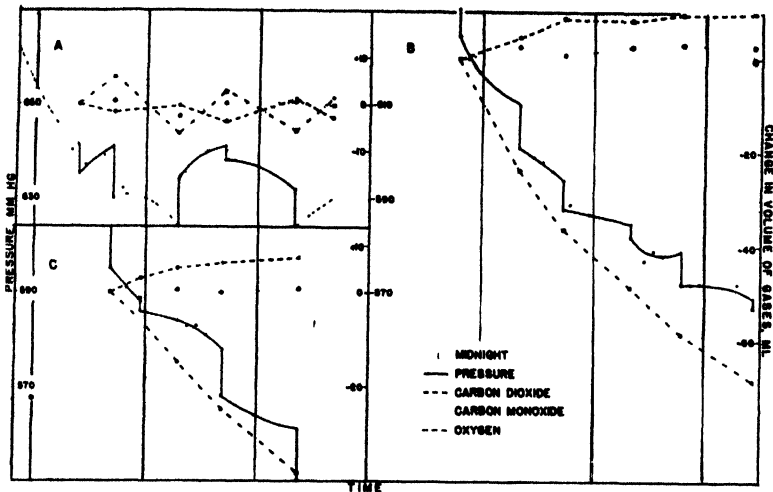 A
B
C
+10
0
650
0
610
-10
630
590
-20
+10
590
0
570
-40
570
-20
-60
PRESSURE, MM HG
CHANGE IN VOLUME OF GASES, ML
MIDNIGHT
PRESSURE
CARBON DIOXIDE
CARBON MONOXIDE
OXYGEN
TIME